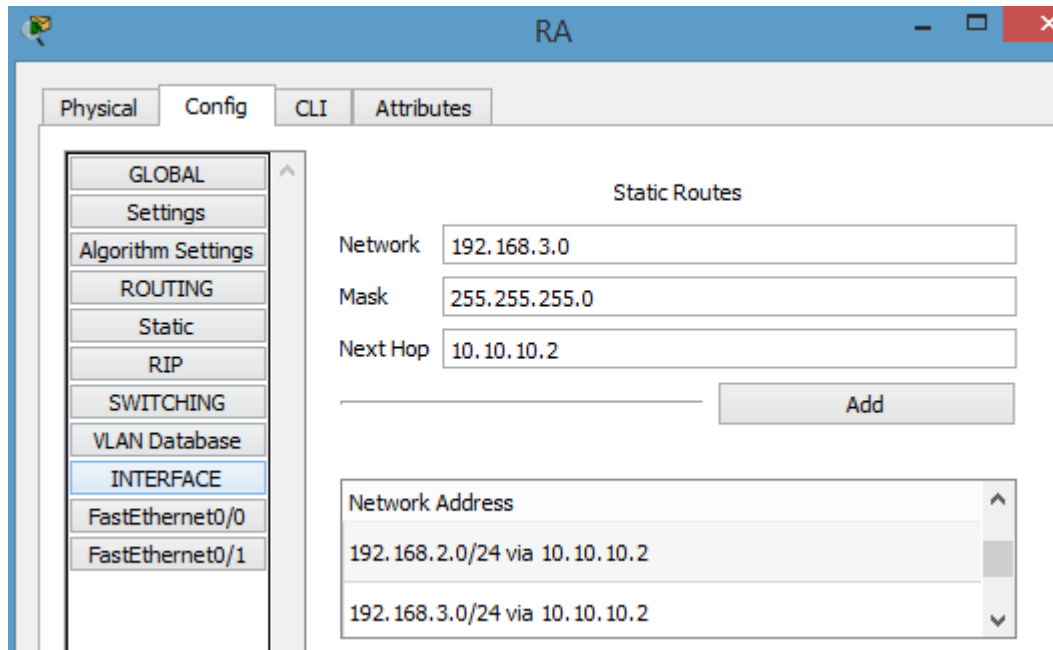 RA
Physical Config CLI Attributes
GLOBAL
Settings
Algorithm Settings
ROUTING
Static
RIP
SWITCHING
VLAN Database
INTERFACE
FastEthernet0/0
FastEthernet0/1
Static Routes
Network 192.168.3.0
Mask 255.255.255.0
Next Hop 10.10.10.2
Add
Network Address
192.168.2.0/24 via 10.10.10.2
192.168.3.0/24 via 10.10.10.2